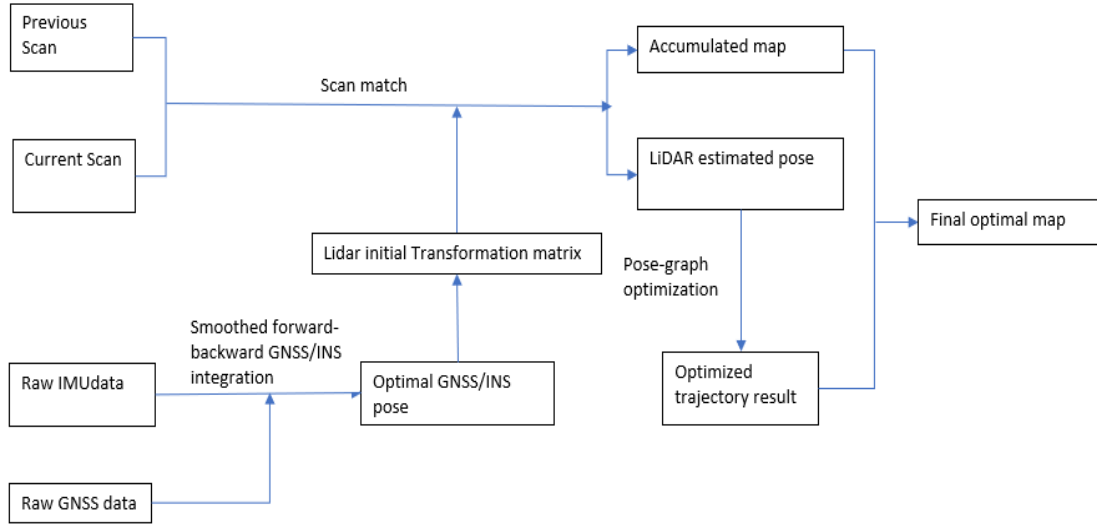 Previous
Scan
Accumulated map
Scan match
Current Scan
LiDAR estimated pose
Final optimal map
Lidar initial Transformation matrix
Pose-graph
optimization
Smoothed forward-
backward GNSS/INS
integration
Raw IMUdata
Optimal GNSS/INS
pose
Optimized
trajectory result
Raw GNSS data